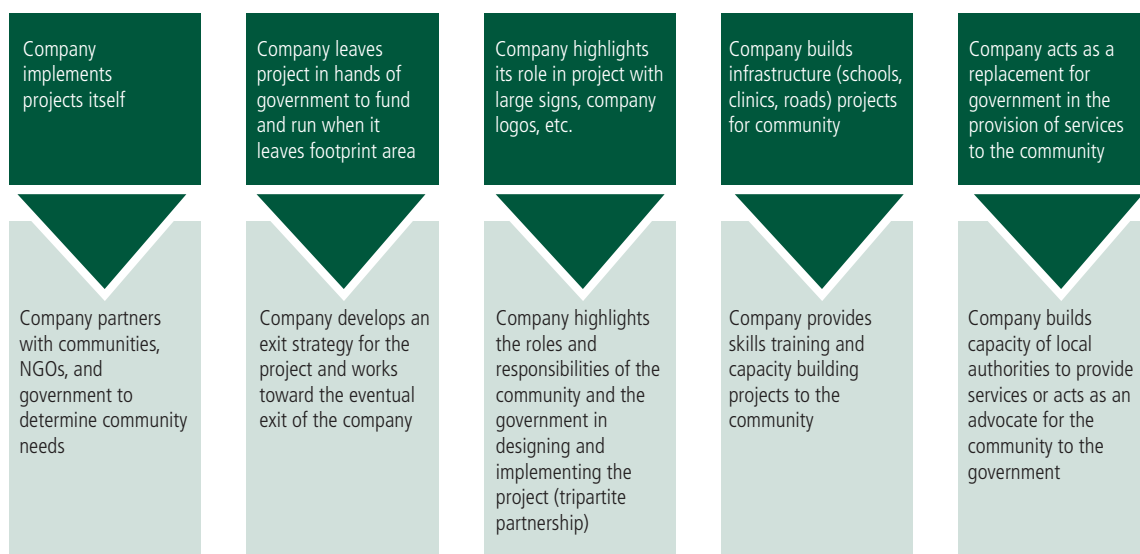 Company
implements
projects itself
Company leaves
project in hands of
government to fund
and run when it
leaves footprint area
Company highlights
its role in project with
large signs, company
logos, etc.
Company builds
infrastructure (schools,
clinics, roads) projects
for community
Company acts as a
replacement for
government in the
provision of services
to the community
Company partners
with communities,
NGOs, and
government to
determine community
needs
Company develops an
exit strategy for the
project and works
toward the eventual
exit of the company
Company highlights
the roles and
responsibilities of the
community and the
government in
designing and
implementing the
project (tripartite
partnership)
Company provides
skills training and
capacity building
projects to the
community
Company builds
capacity of local
authorities to provide
services or acts as an
advocate for the
community to the
government